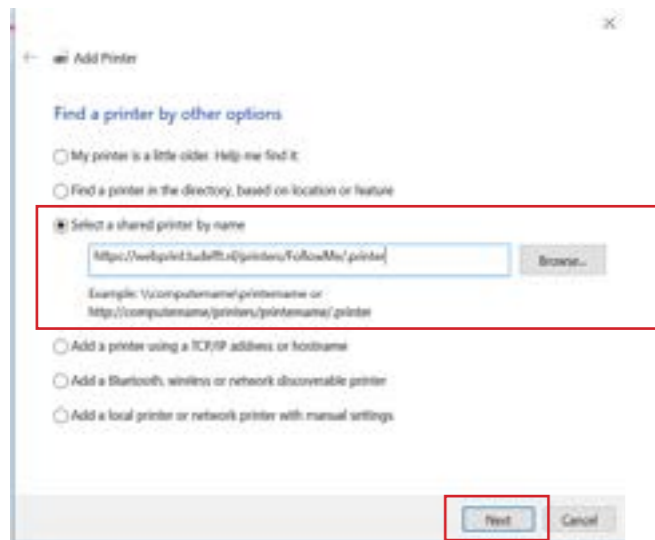 Add Printer
Find a printer by other options
My printer is a little older. Help me find it.
Find a printer in the directory, based on location or feature
Select a shared printer by name
https://webprint.tudelft.nl/printers/FollowMe/.printer
Browse...
Example: \\computername\printername or
http://computername/printers/printername/.printer
Add a printer using a TCP/IP address or hostname
Add a Bluetooth, wireless or network discoverable printer
Add a local printer or network printer with manual settings
Next
Cancel